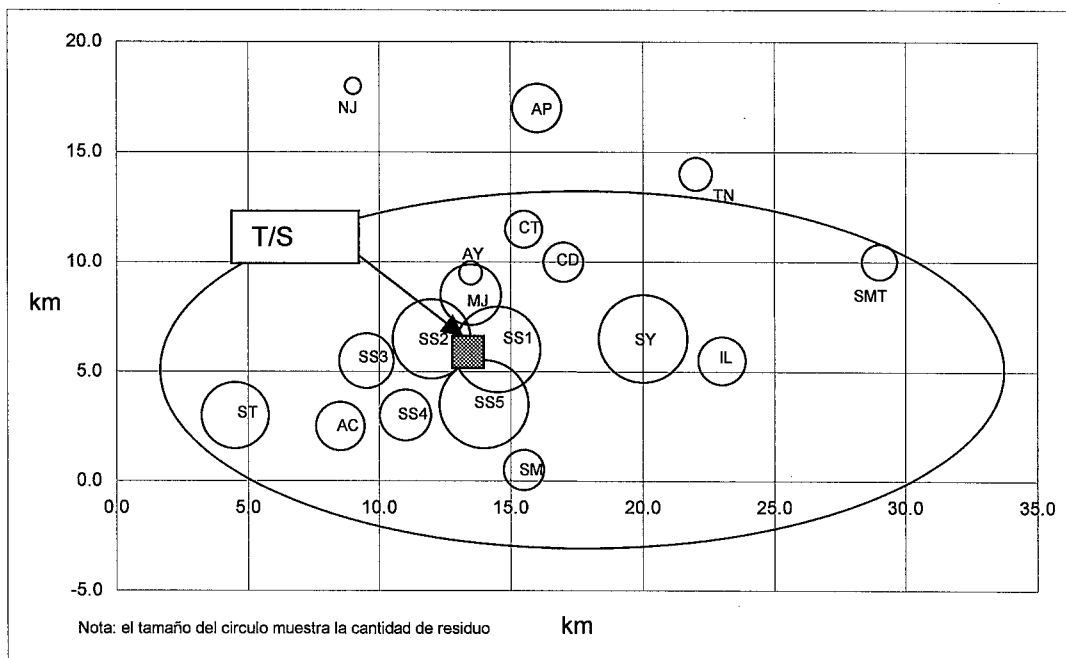 20.0
NJ
AP
15.0
TN
T/S
CT
AY
CD
10.0
SMT
km
MJ
SS2
SS1
SY
IL
SS3
5.0
SS5
ST
SS4
AC
SM
0.0
0.0 5.0 10.0 15.0 20.0 25.0 30.0 35.0
-5.0
Nota: el tamaño del circulo muestra la cantidad de residuo
km